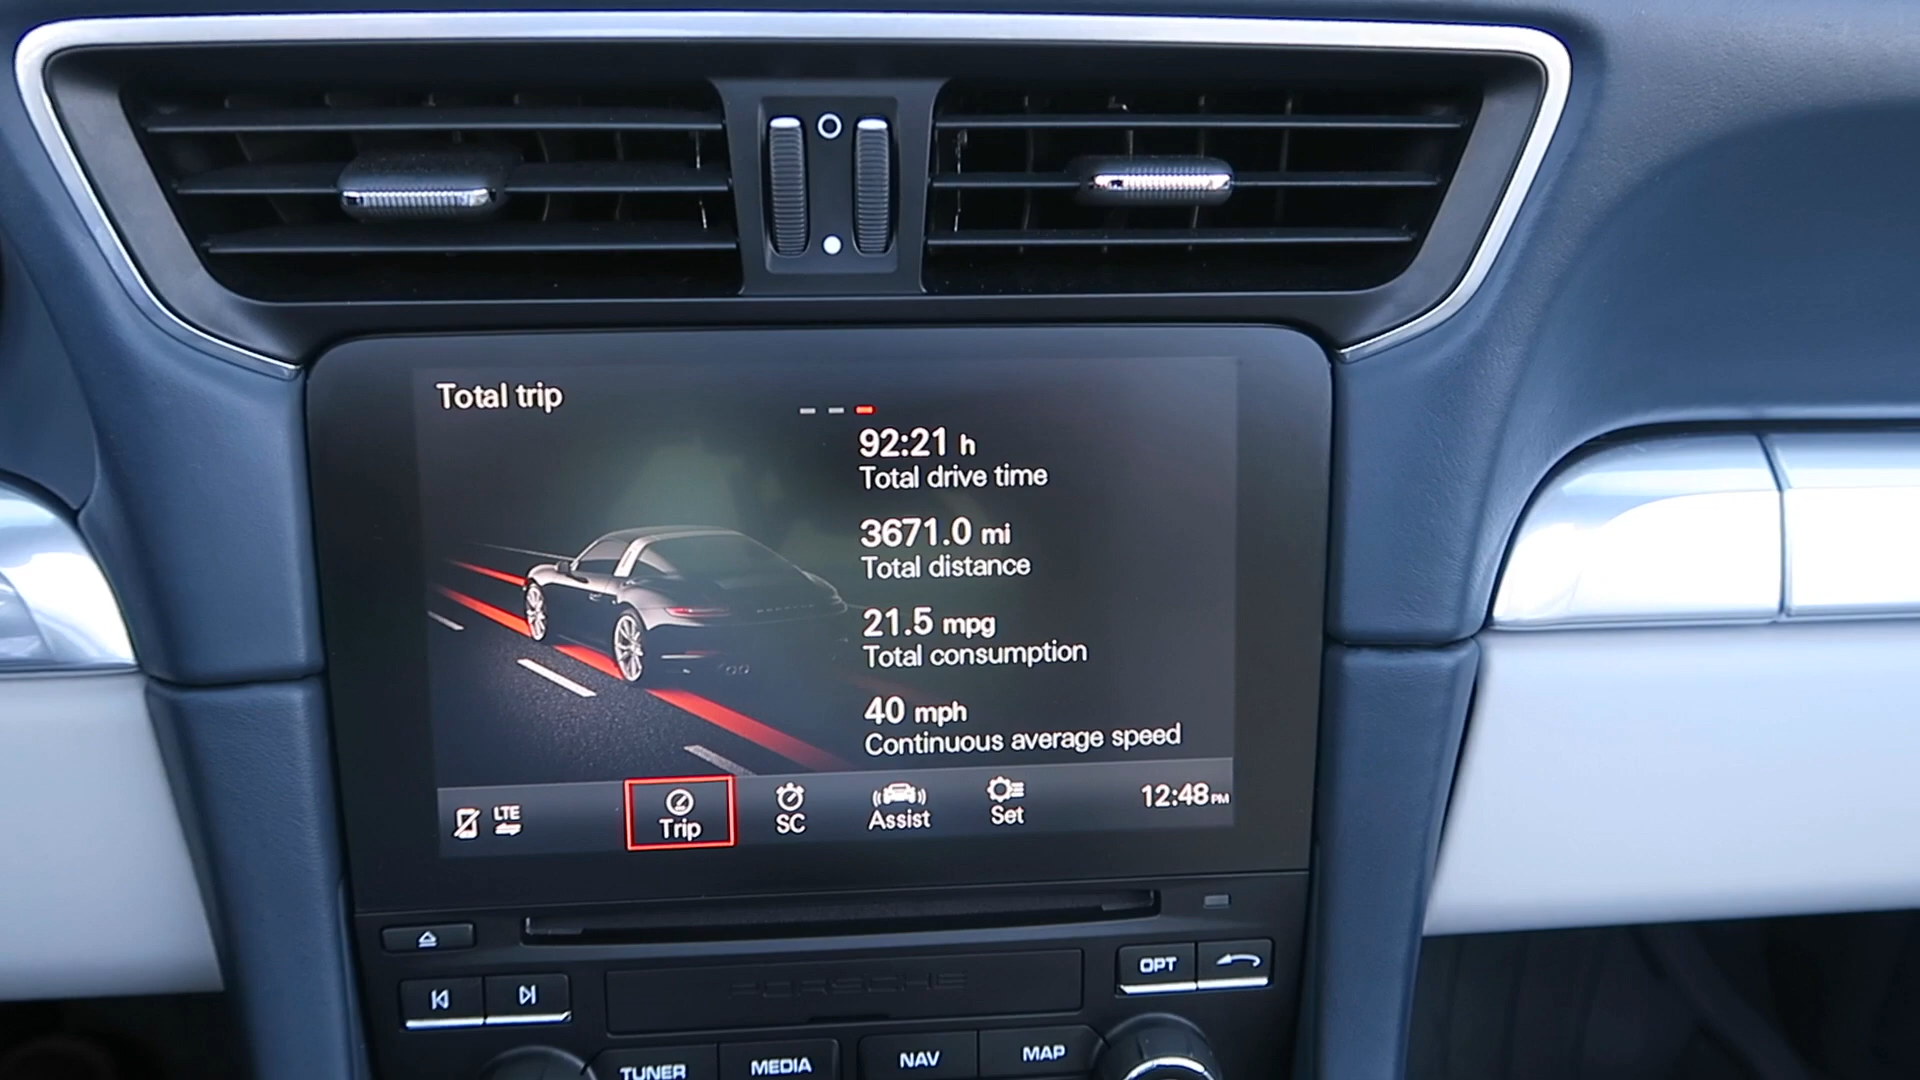 Total trip
92:21 h
Total drive time
3671.0 mi
Total distance
21.5 mpg
Total consumption
40 mph
Continuous average speed
LTE
Trip
SC
Assist
Set
12:48 PM
OPT
PORSCHE
TUNER
MEDIA
NAV
MAP